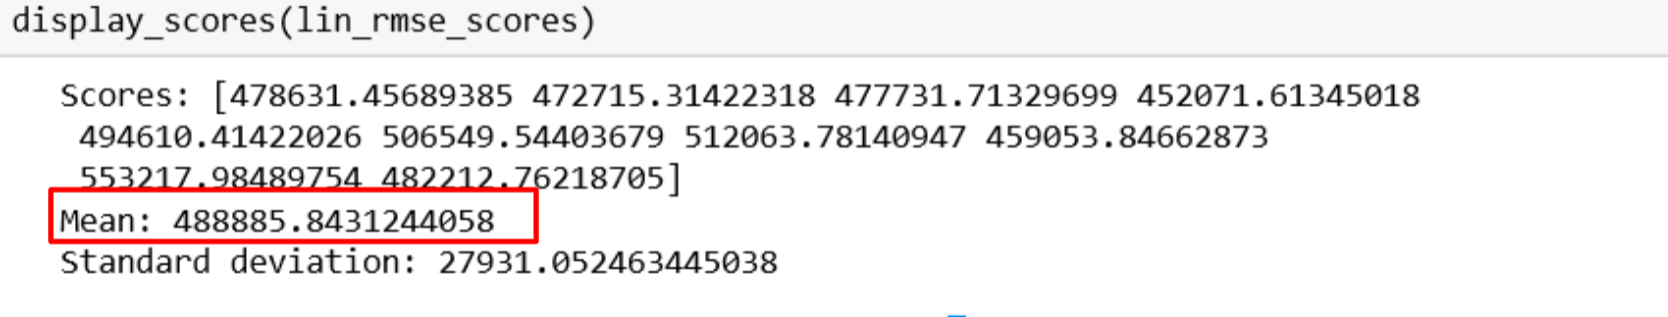 display_scores(lin_rmse_scores)
Scores: [478631.45689385 472715.31422318 477731.71329699 452071.61345018
494610.41422026 506549.54403679 512063.78140947 459053.84662873
553217.98489754 482212.76218705]
Mean: 488885.8431244058
Standard deviation: 27931.052463445038